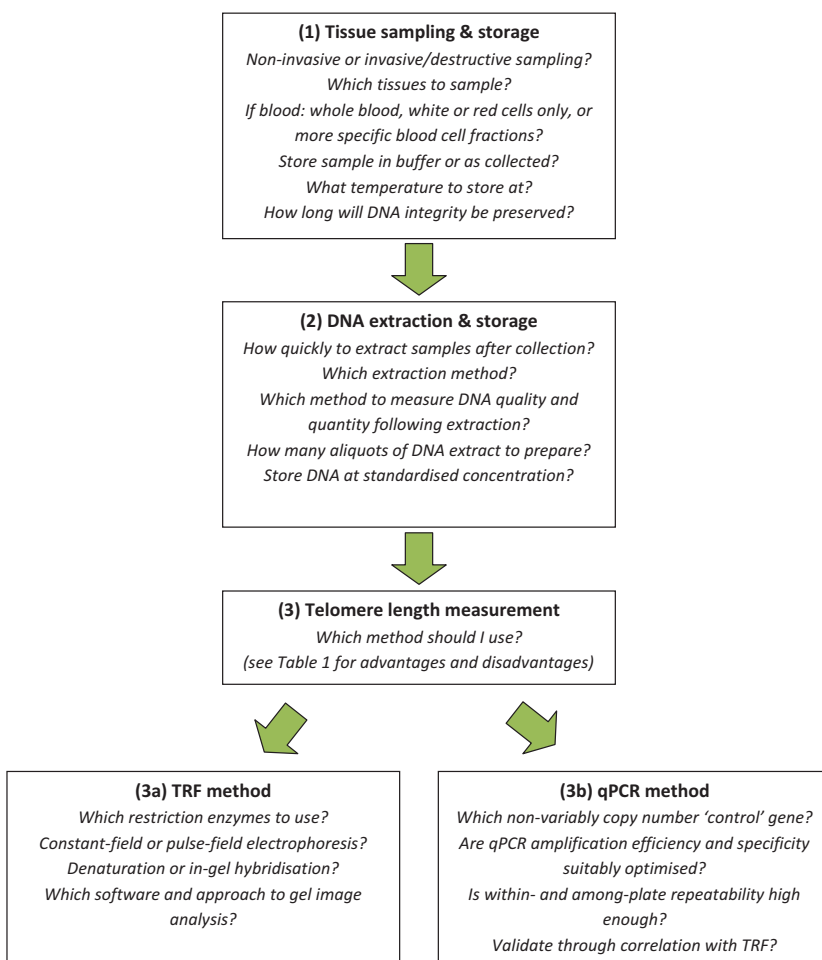 (1) Tissue sampling & storage
Non-invasive or invasive/destructive sampling?
Which tissues to sample?
If blood: whole blood, white or red cells only, or
more specific blood cell fractions?
Store sample in buffer or as collected?
What temperature to store at?
How long will DNA integrity be preserved?
(2) DNA extraction & storage
How quickly to extract samples after collection?
Which extraction method?
Which method to measure DNA quality and
quantity following extraction?
How many aliquots of DNA extract to prepare?
Store DNA at standardised concentration?
(3) Telomere length measurement
Which method should I use?
(see Table 1 for advantages and disadvantages)
(3a) TRF method
Which restriction enzymes to use?
Constant-field or pulse-field electrophoresis?
Denaturation or in-gel hybridisation?
Which software and approach to gel image
analysis?
(3b) qPCR method
Which non-variably copy number ‘control’ gene?
Are qPCR amplification efficiency and specificity
suitably optimised?
Is within- and among-plate repeatability high
enough?
Validate through correlation with TRF?